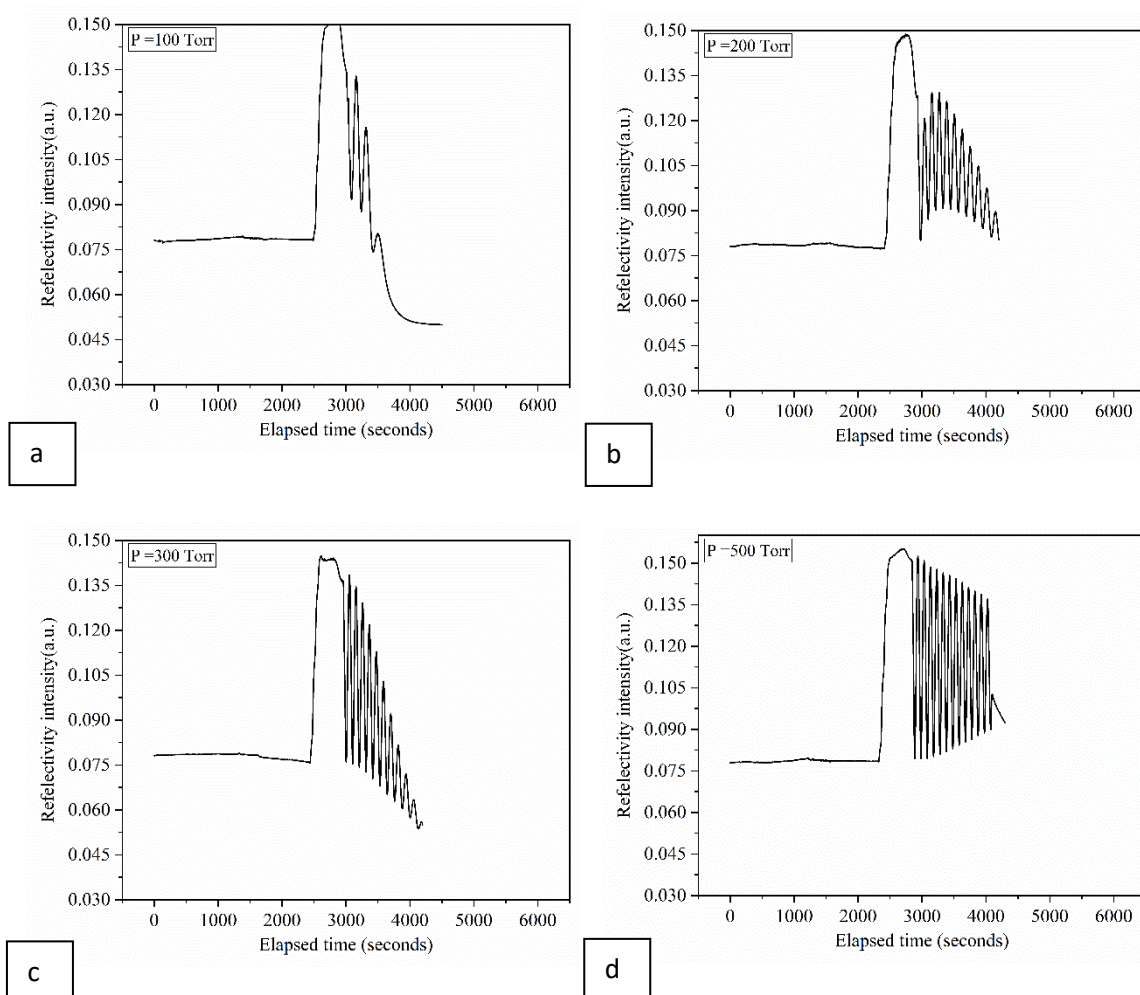 P =100 Torr
0.150
0.135
0.120
0.105
0.090
0.075
0.060
0.045
0.030
Refelectivity intensity(a.u.)
0 1000 2000 3000 4000 5000 6000
Elapsed time (seconds)
a
P =200 Torr
0.150
0.135
0.120
0.105
0.090
0.075
0.060
0.045
0.030
Refelectivity intensity(a.u.)
0 1000 2000 3000 4000 5000 6000
Elapsed time (seconds)
b
P =300 Torr
0.150
0.135
0.120
0.105
0.090
0.075
0.060
0.045
0.030
Refelectivity intensity(a.u.)
0 1000 2000 3000 4000 5000 6000
Elapsed time (seconds)
c
P =500 Torr
0.150
0.135
0.120
0.105
0.090
0.075
0.060
0.045
0.030
Refelectivity intensity(a.u.)
0 1000 2000 3000 4000 5000 6000
Elapsed time (seconds)
d